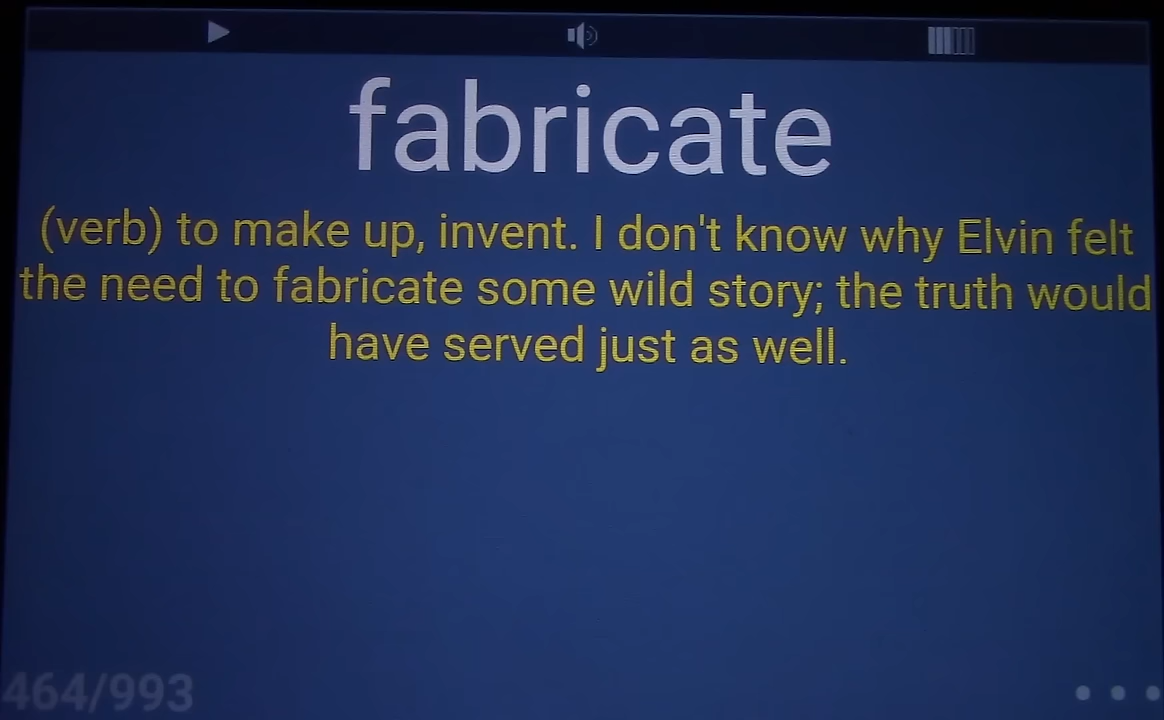 fabricate
(verb) to make up, invent. I don't know why Elvin felt
the need to fabricate some wild story; the truth would
have served just as well.
464/993